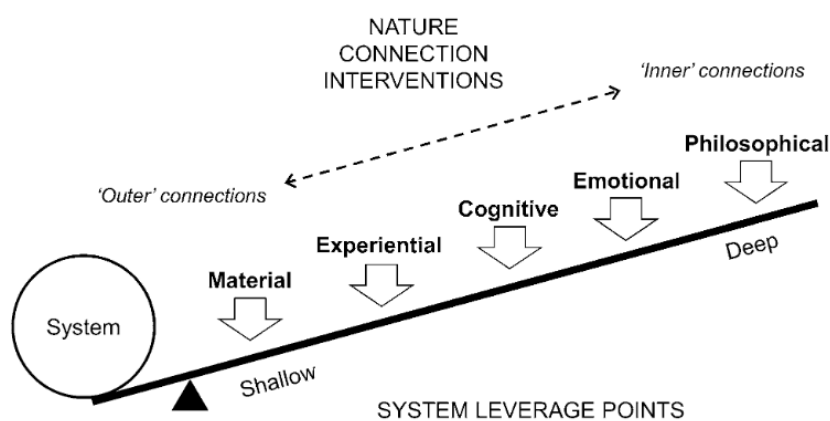 NATURE
CONNECTION
INTERVENTIONS
‘Inner’ connections
‘Outer’ connections
Philosophical
Emotional
Cognitive
Experiential
Material
System
Deep
Shallow
SYSTEM LEVERAGE POINTS